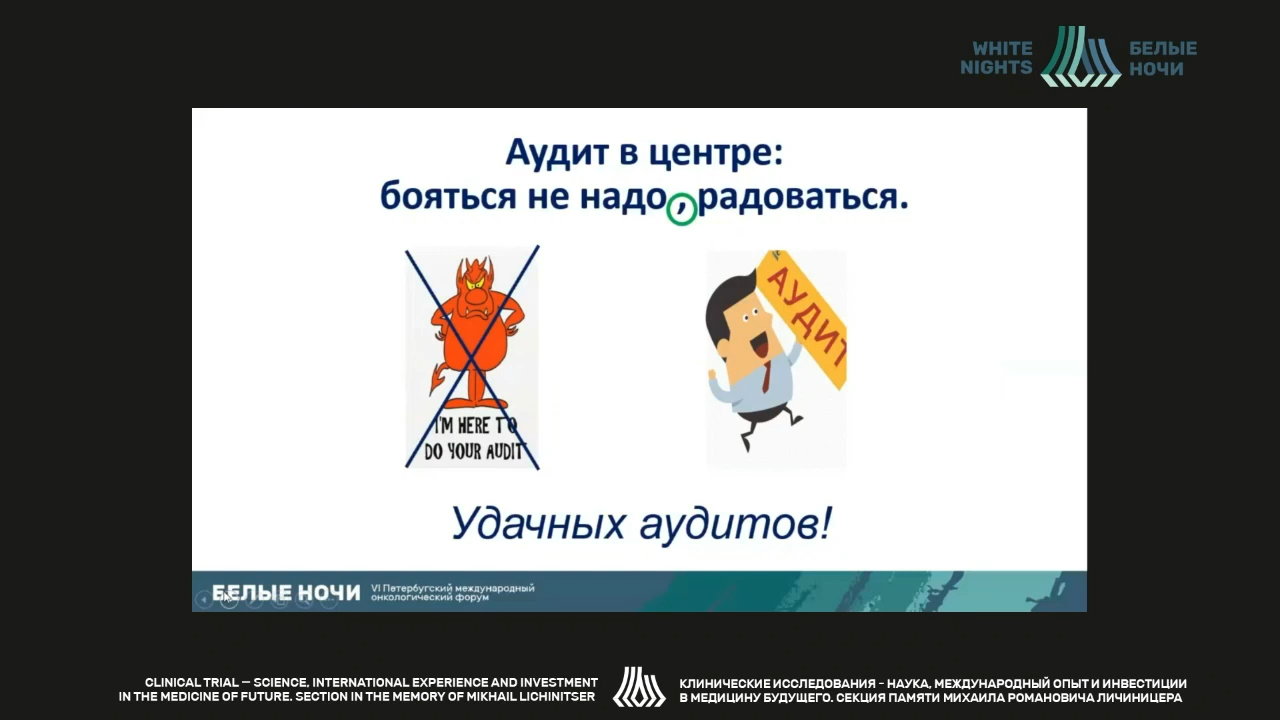 WHITE
NIGHTS
БЕЛЫЕ
НОЧИ
Аудит в центре:
бояться не надо, радоваться.
I'M HERE TO
DO YOUR AUDIT
АУДИТ
Удачных аудитов!
БЕЛЫЕ НОЧИ
VI Петербугский международный
онкологический форум
CLINICAL TRIAL — SCIENCE, INTERNATIONAL EXPERIENCE AND INVESTMENT
IN THE MEDICINE OF FUTURE. SECTION IN THE MEMORY OF MIKHAIL LICHINITSER
КЛИНИЧЕСКИЕ ИССЛЕДОВАНИЯ - НАУКА, МЕЖДУНАРОДНЫЙ ОПЫТ И ИНВЕСТИЦИИ
В МЕДИЦИНУ БУДУЩЕГО. СЕКЦИЯ ПАМЯТИ МИХАИЛА РОМАНОВИЧА ЛИЧИНИЦЕРА